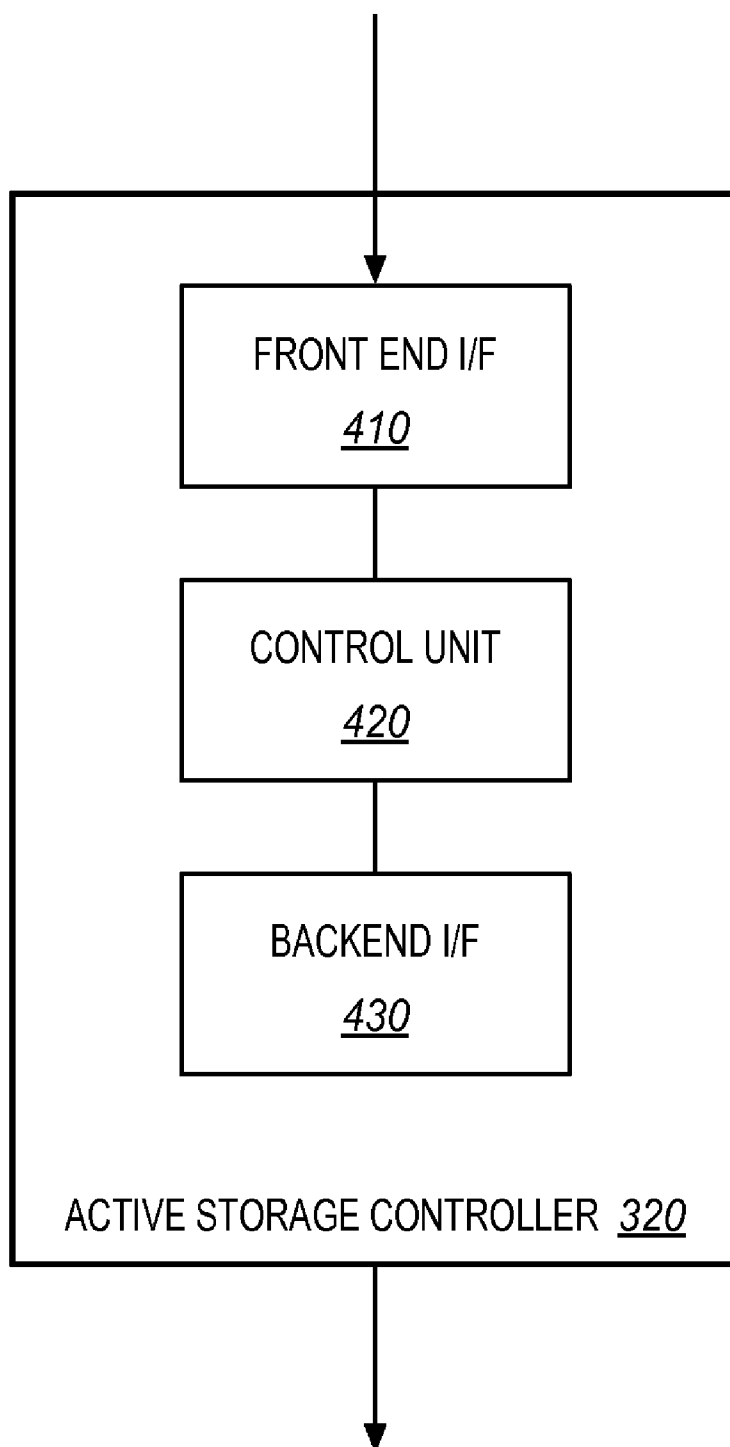 FRONT END I/F
410
CONTROL UNIT
420
BACKEND I/F
430
ACTIVE STORAGE CONTROLLER 320